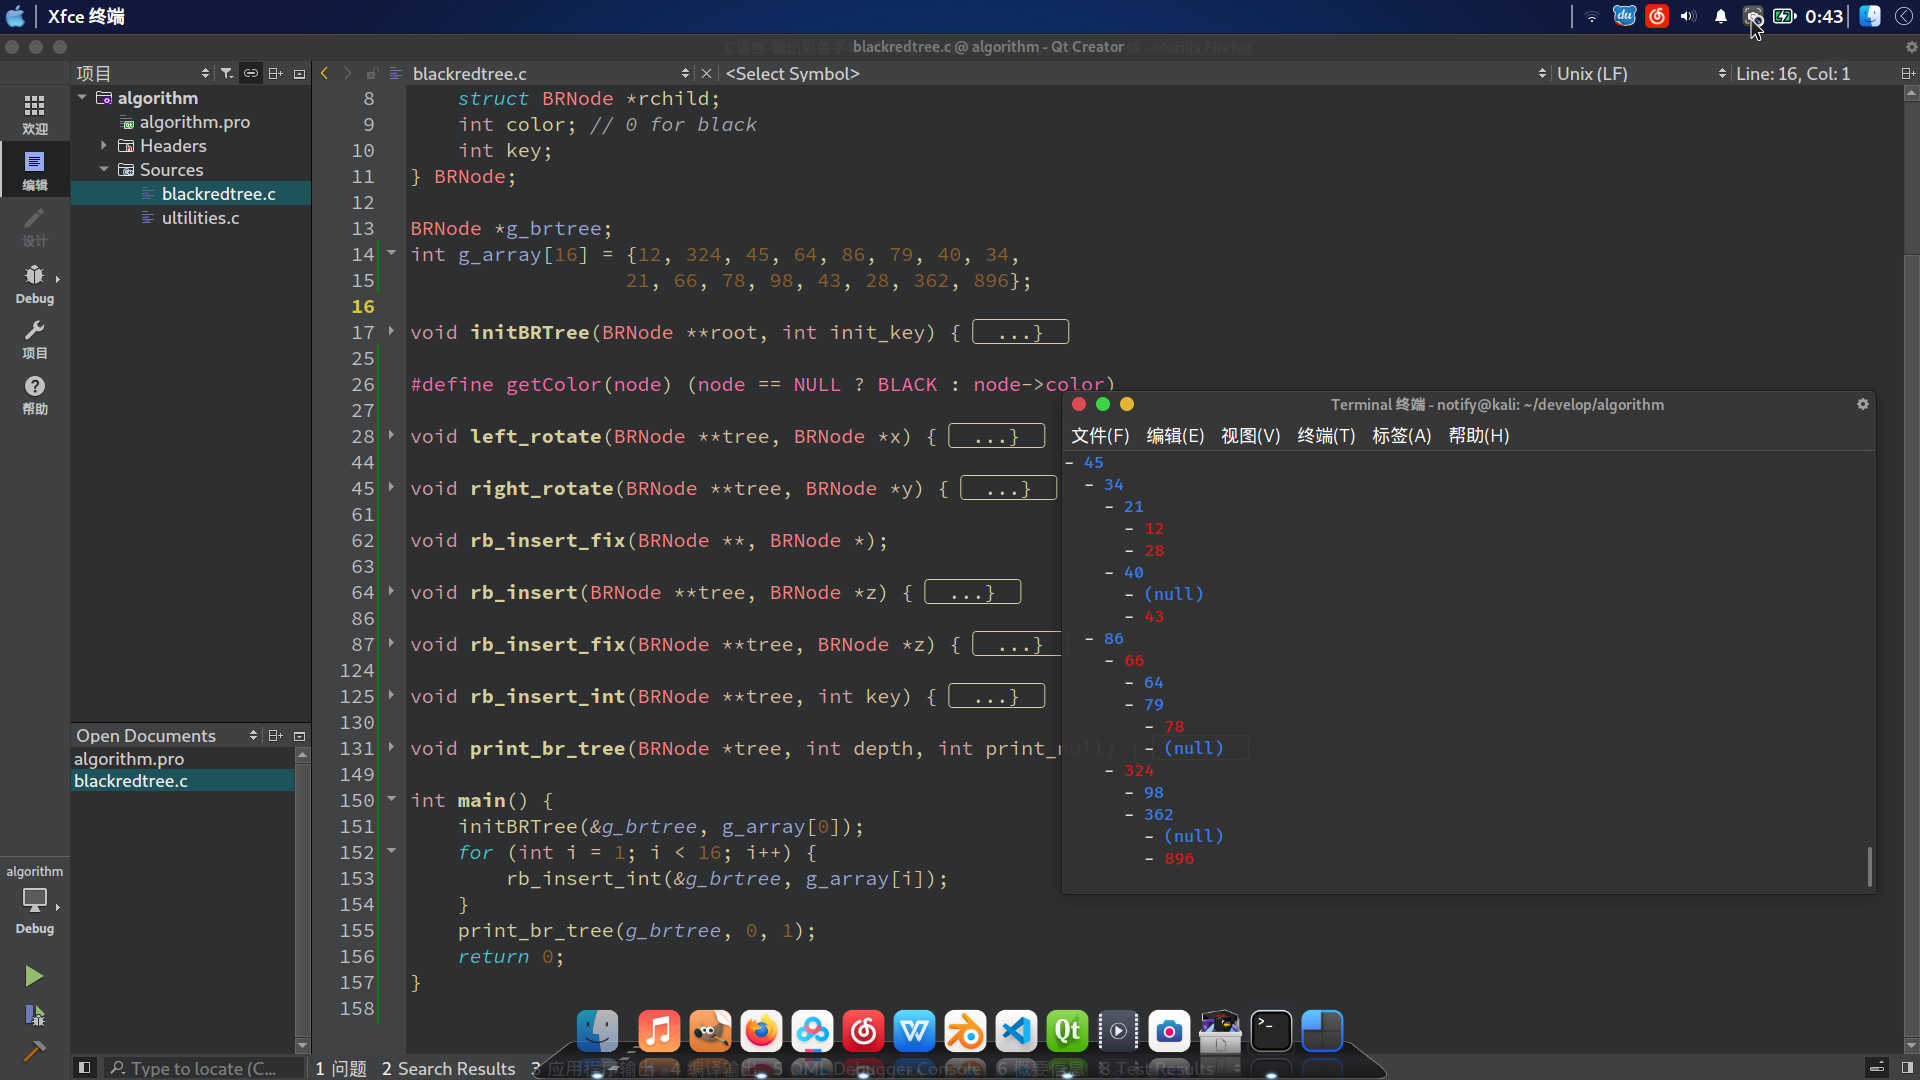 Xfce 终端
du
0:43
blackredtree.c @ algorithm - Qt Creator
项目
blackredtree.c
<Select Symbol>
Unix (LF)
Line: 16, Col: 1
欢迎
编辑
设计
Debug
项目
帮助
algorithm
algorithm.pro
Headers
Sources
blackredtree.c
ultilities.c
8 struct BRNode *rchild;
9 int color; // 0 for black
10 int key;
11 } BRNode;
12
13 BRNode *g_brtree;
14 int g_array[16] = {12, 324, 45, 64, 86, 79, 40, 34,
15 21, 66, 78, 98, 43, 28, 362, 896};
16
17 void initBRTree(BRNode **root, int init_key) { ...}
25
26 #define getColor(node) (node == NULL ? BLACK : node->color)
27
28 void left_rotate(BRNode **tree, BRNode *x) { ...}
44
45 void right_rotate(BRNode **tree, BRNode *y) { ...}
61
62 void rb_insert_fix(BRNode **, BRNode *);
63
64 void rb_insert(BRNode **tree, BRNode *z) { ...}
86
87 void rb_insert_fix(BRNode **tree, BRNode *z) { ...}
124
125 void rb_insert_int(BRNode **tree, int key) { ...}
130
131 void print_br_tree(BRNode *tree, int depth, int print_null)
149
150 int main() {
151 initBRTree(&g_brtree, g_array[0]);
152 for (int i = 1; i < 16; i++) {
153 rb_insert_int(&g_brtree, g_array[i]);
154 }
155 print_br_tree(g_brtree, 0, 1);
156 return 0;
157 }
158
Terminal 终端 - notify@kali: ~/develop/algorithm
文件(F) 编辑(E) 视图(V) 终端(T) 标签(A) 帮助(H)
- 45
- 34
- 21
- 12
- 28
- 40
- (null)
- 43
- 86
- 66
- 64
- 79
- 78
- (null)
- 324
- 98
- 362
- (null)
- 896
Open Documents
algorithm.pro
blackredtree.c
algorithm
Debug
Type to locate (C...
1 问题 2 Search Results 3 应用程序输出 4 编译输出 5 QML Debugger Console 6 概要信息 8 Test Results
Qt